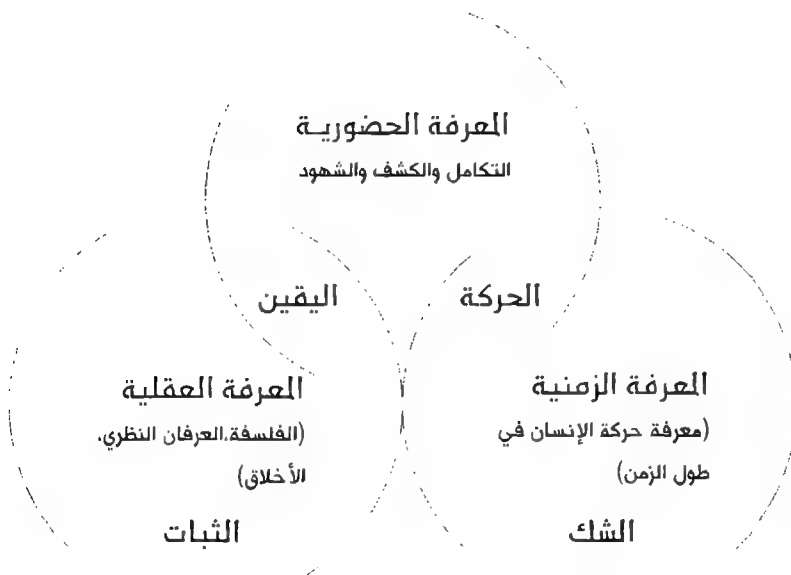 المعرفة الحضورية
التكامل والكشف والشهود
الحركة
اليقين
المعرفة الزمنية
(معرفة حركة الإنسان في
طول الزمن)
الشك
المعرفة العقلية
(الفلسفة،العرفان النظري،
الأخلاق)
الثبات